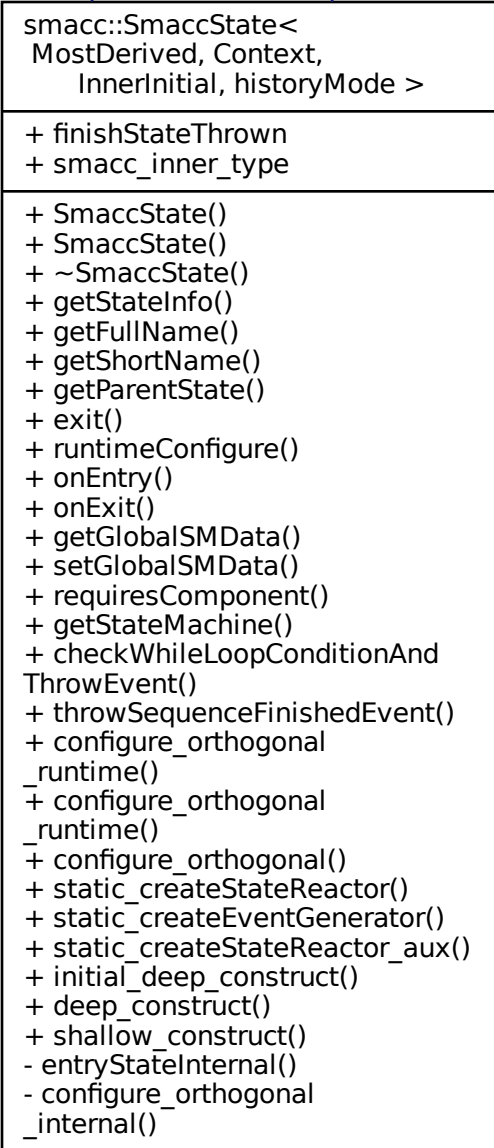 smacc::SmaccState<
MostDerived, Context,
InnerInitial, historyMode >
+ finishStateThrown
+ smacc_inner_type
+ SmaccState()
+ SmaccState()
+ ~SmaccState()
+ getStateInfo()
+ getFullName()
+ getShortName()
+ getParentState()
+ exit()
+ runtimeConfigure()
+ onEntry()
+ onExit()
+ getGlobalSMData()
+ setGlobalSMData()
+ requiresComponent()
+ getStateMachine()
+ checkWhileLoopConditionAnd
ThrowEvent()
+ throwSequenceFinishedEvent()
+ configure_orthogonal
_runtime()
+ configure_orthogonal
_runtime()
+ configure_orthogonal()
+ static_createStateReactor()
+ static_createEventGenerator()
+ static_createStateReactor_aux()
+ initial_deep_construct()
+ deep_construct()
+ shallow_construct()
- entryStateInternal()
- configure_orthogonal
_internal()